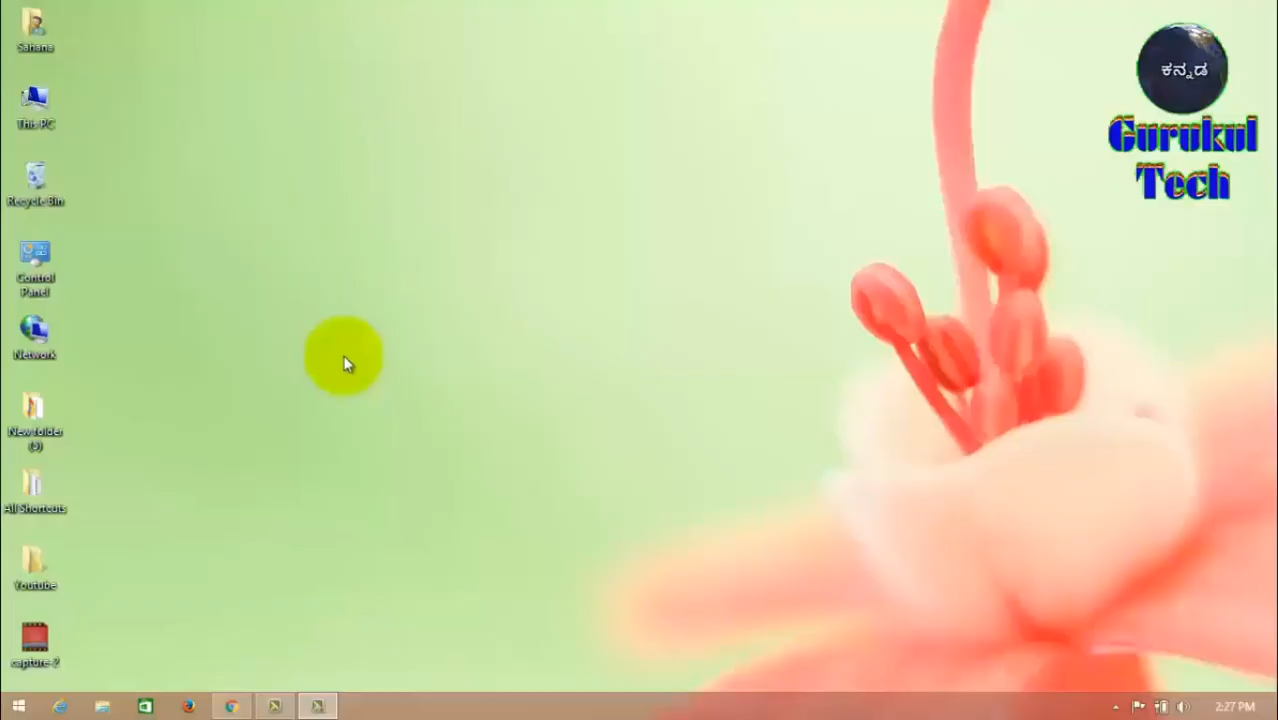 Sahana
This PC
Recycle Bin
Control
Panel
Network
New folder
(5)
All Shortcuts
Youtube
capture-2
ಕನ್ನಡ
Gurukul
Tech
2:27 PM